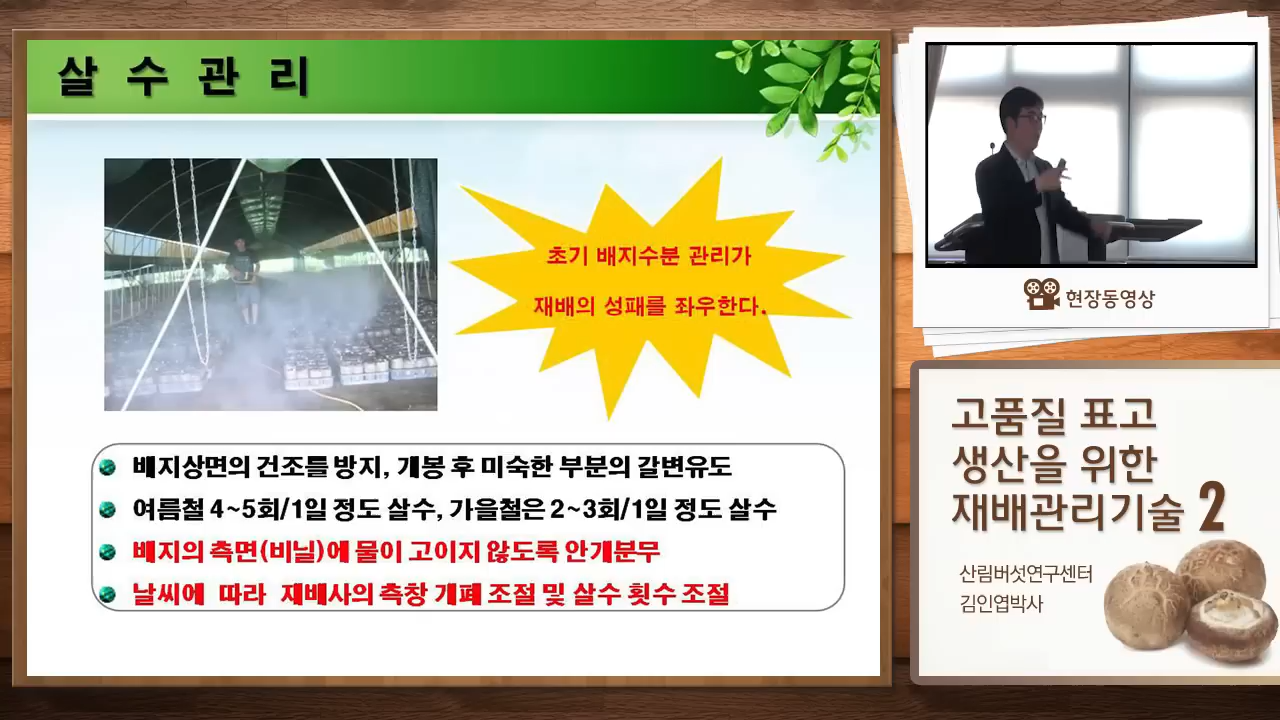 살 수 관 리
초기 배지수분 관리가
재배의 성패를 좌우한다.
배지상면의 건조를 방지, 개봉 후 미숙한 부분의 갈변유도
여름철 4~5회/1일 정도 살수, 가을철은 2~3회/1일 정도 살수
배지의 측면(비닐)에 물이 고이지 않도록 안개분무
날씨에 따라 재배사의 측창 개폐 조절 및 살수 횟수 조절
현장동영상
고품질 표고
생산을 위한
재배관리기술 2
산림버섯연구센터
김인엽박사